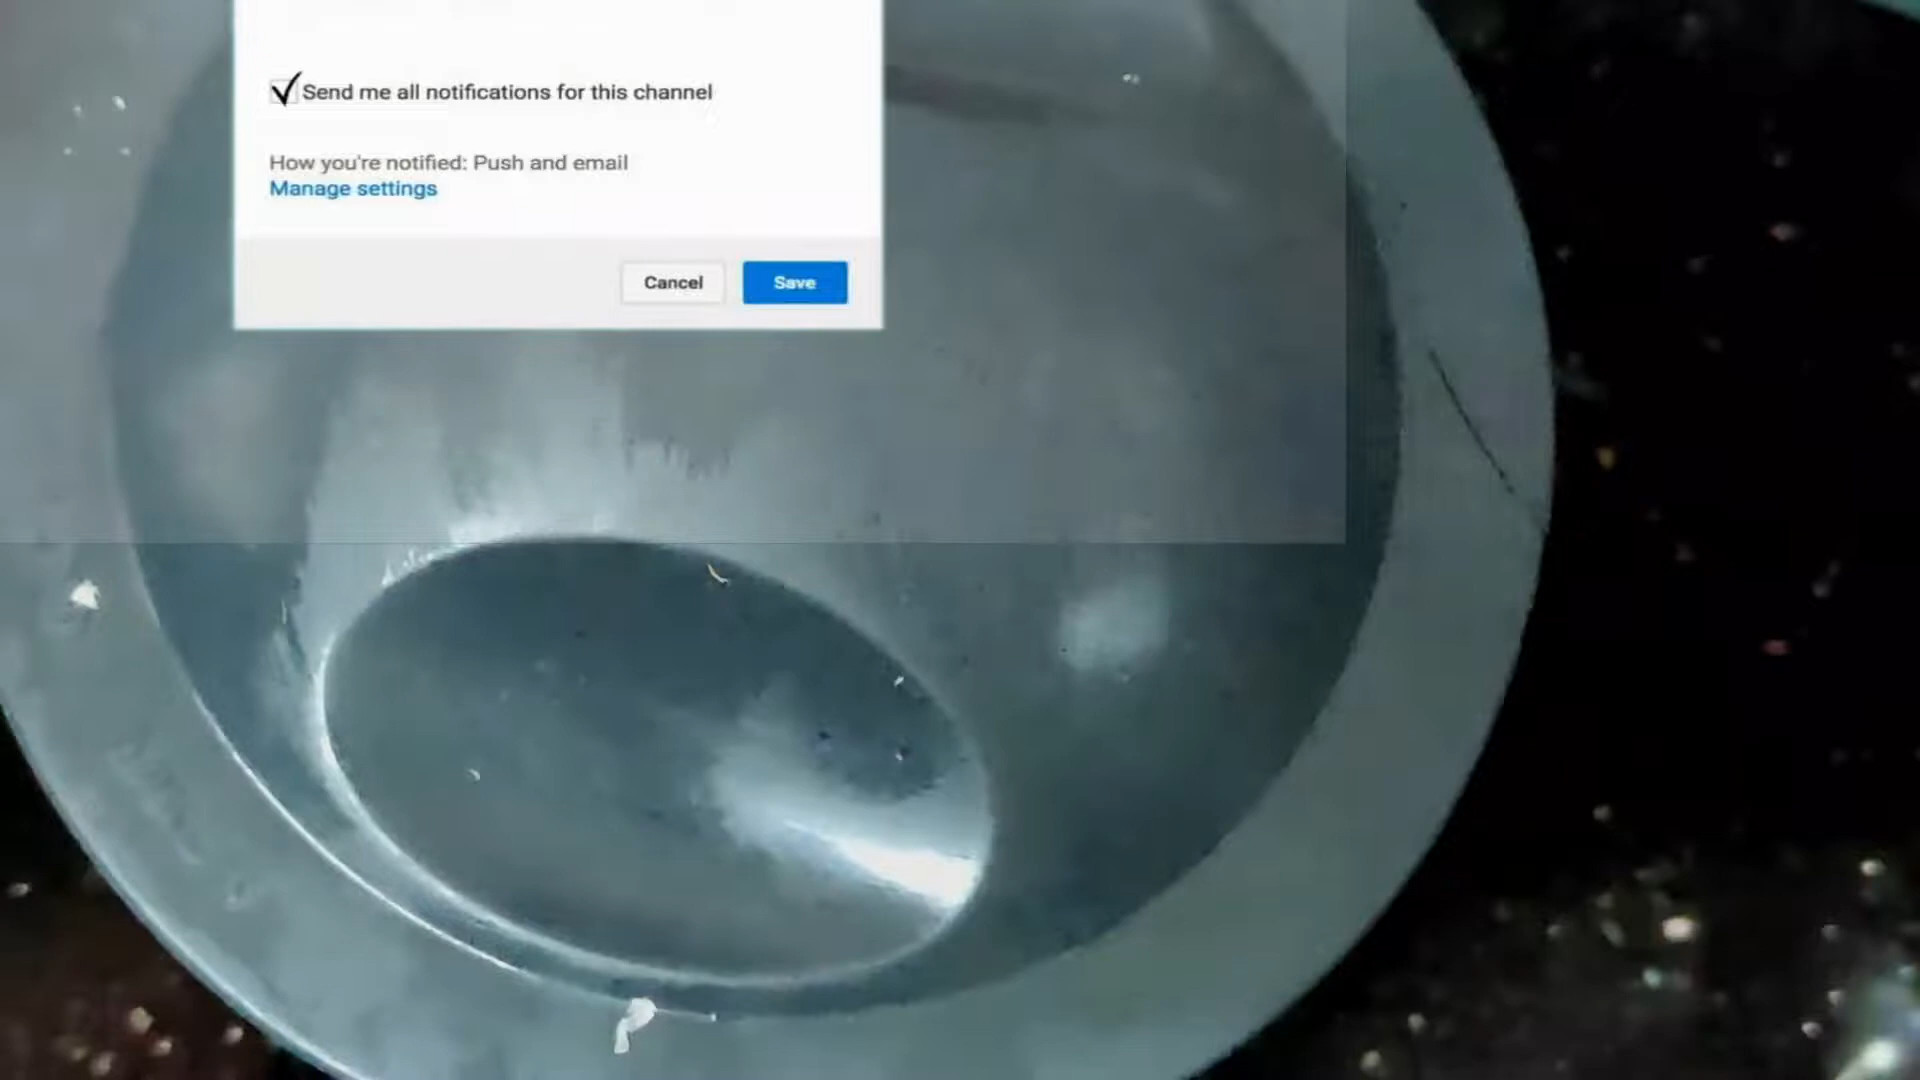 Send me all notifications for this channel
How you're notified: Push and email
Manage settings
Cancel
Save